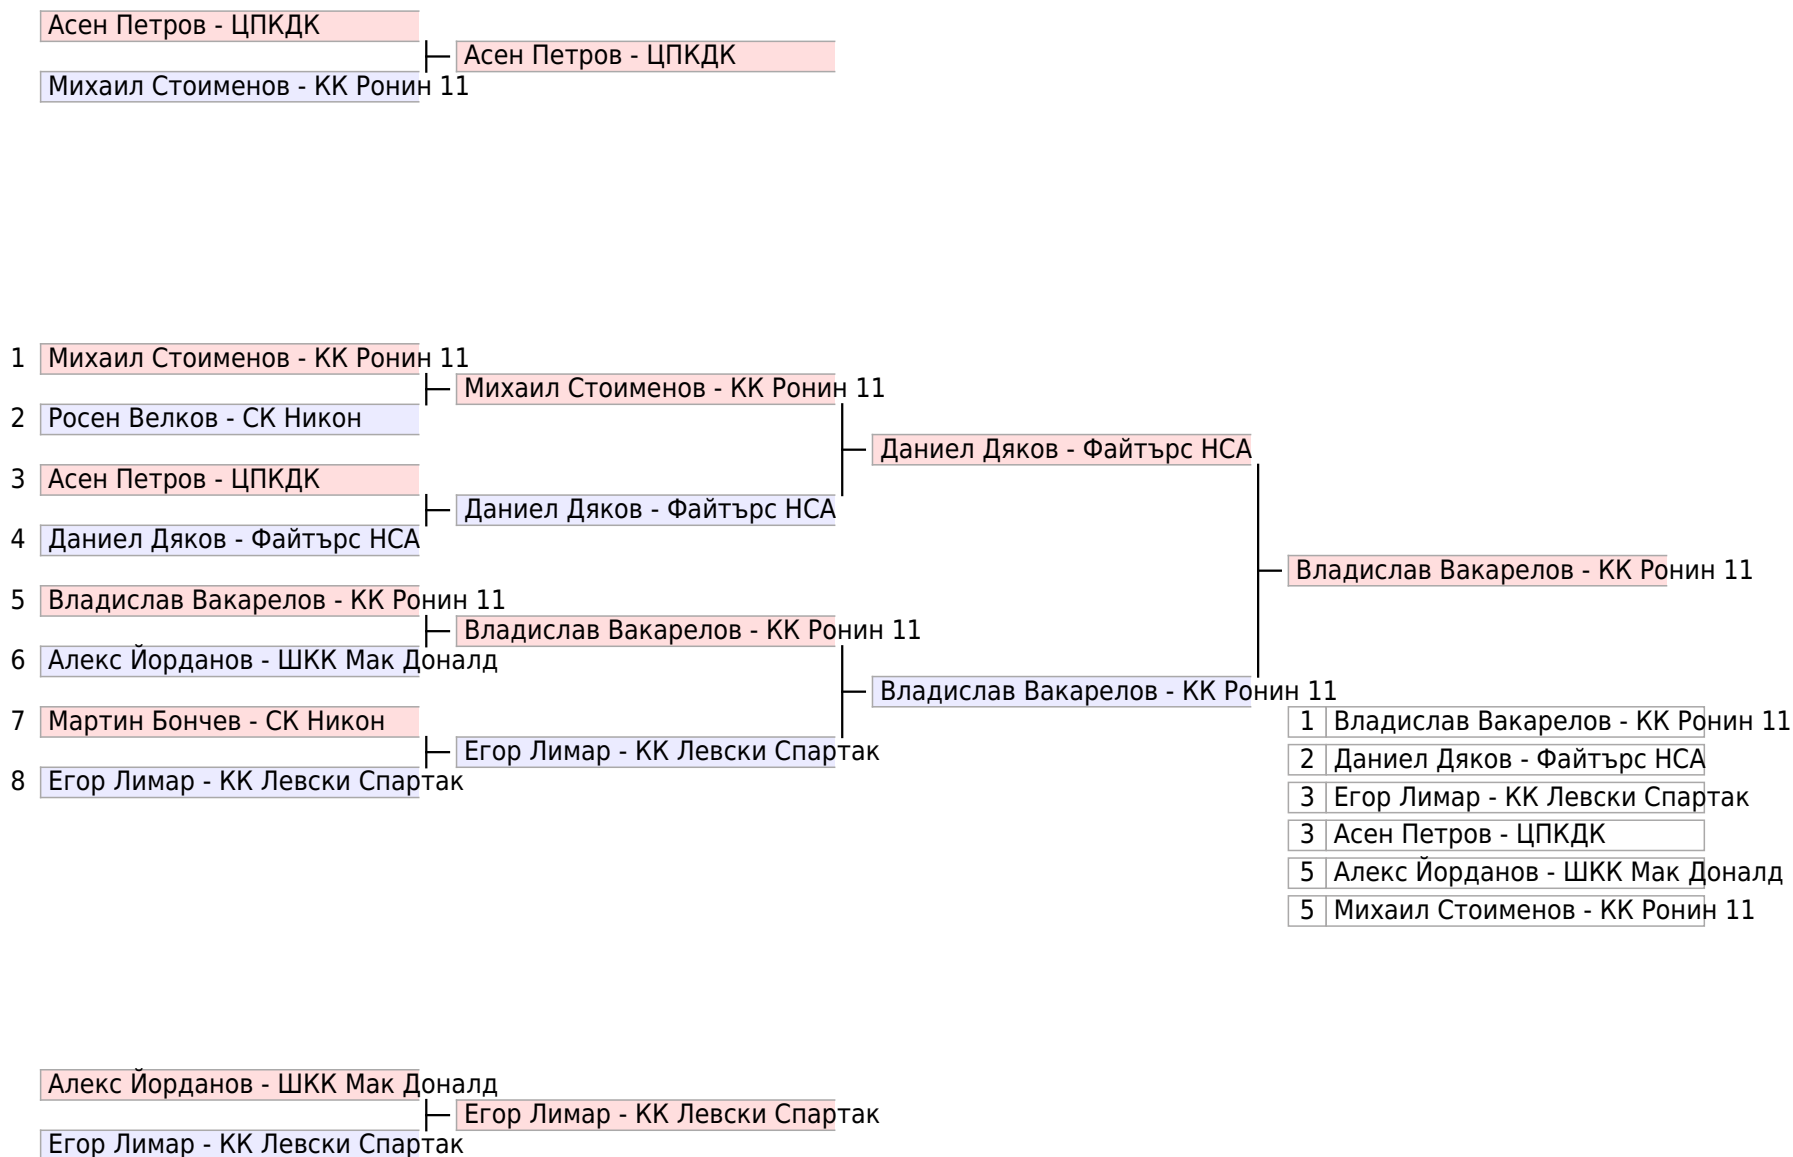 Асен Петров - ЦПКДК
Асен Петров - ЦПКДК
Михаил Стоименов - КК Ронин 11
1 Михаил Стоименов - КК Ронин 11
Михаил Стоименов - КК Ронин 11
2 Росен Велков - СК Никон
Даниел Дяков - Файтърс НСА
3 Асен Петров - ЦПКДК
Даниел Дяков - Файтърс НСА
4 Даниел Дяков - Файтърс НСА
Владислав Вакарелов - КК Ронин 11
5 Владислав Вакарелов - КК Ронин 11
Владислав Вакарелов - КК Ронин 11
6 Алекс Йорданов - ШКК Мак Доналд
Владислав Вакарелов - КК Ронин 11
7 Мартин Бончев - СК Никон
Егор Лимар - КК Левски Спартак
8 Егор Лимар - КК Левски Спартак
1 Владислав Вакарелов - КК Ронин 11
2 Даниел Дяков - Файтърс НСА
3 Егор Лимар - КК Левски Спартак
3 Асен Петров - ЦПКДК
5 Алекс Йорданов - ШКК Мак Доналд
5 Михаил Стоименов - КК Ронин 11
Алекс Йорданов - ШКК Мак Доналд
Егор Лимар - КК Левски Спартак
Егор Лимар - КК Левски Спартак